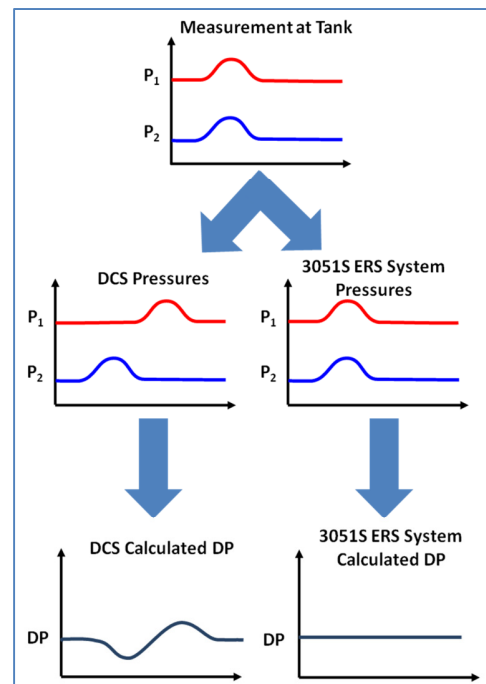 Measurement at Tank
P1
P2
DCS Pressures
3051S ERS System
Pressures
P1
P2
P1
P2
DCS Calculated DP
3051S ERS System
Calculated DP
DP
DP